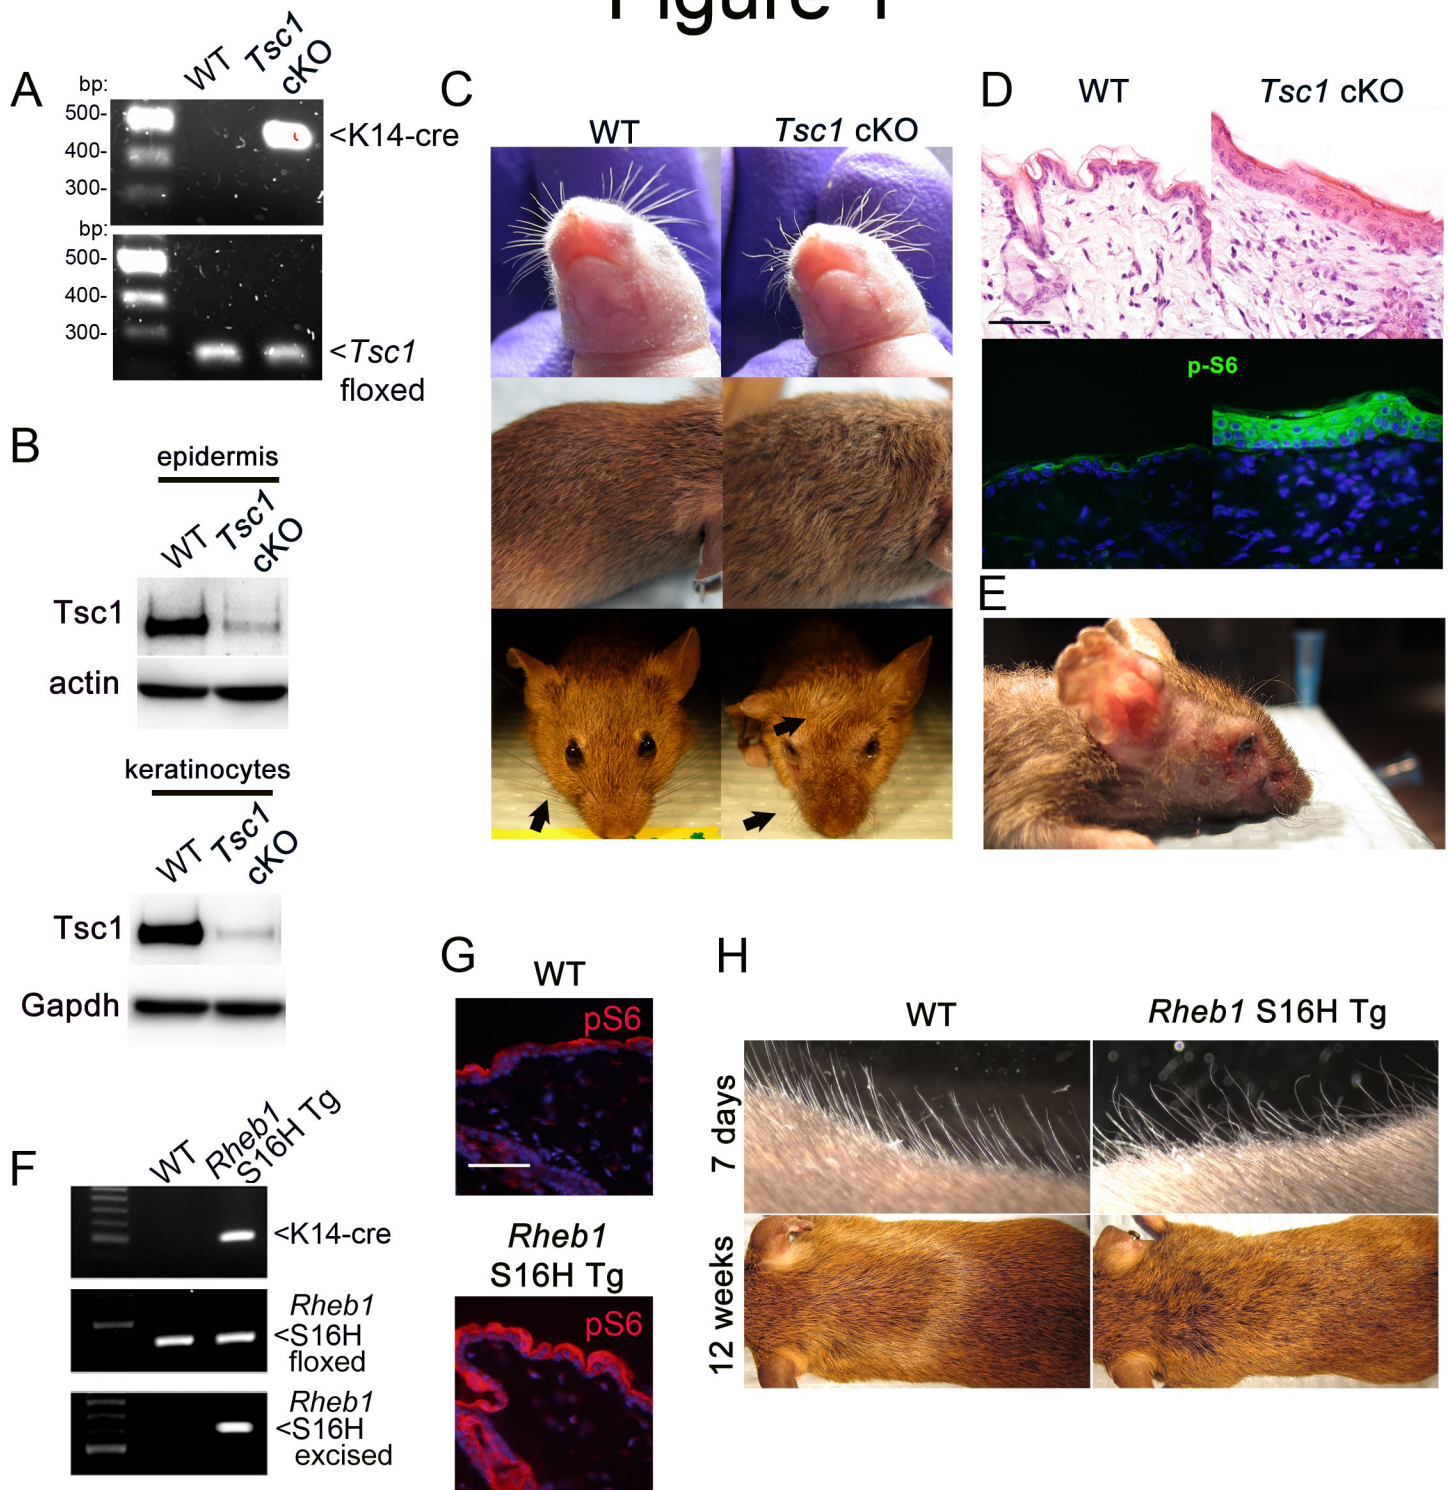 Figure 1
A
WT
Tsc1
cKO
bp:
500-
400-
300-
<K14-cre
bp:
500-
400-
300-
<Tsc1
floxed
B
epidermis
WT
Tsc1
cKO
Tsc1
actin
keratinocytes
WT
Tsc1
cKO
Tsc1
Gapdh
C
WT
Tsc1 cKO
D
WT
Tsc1 cKO
p-S6
E
F
WT
Rheb1
S16H Tg
<K14-cre
Rheb1
<S16H
floxed
Rheb1
<S16H
excised
G
WT
pS6
Rheb1
S16H Tg
pS6
H
WT
Rheb1 S16H Tg
7 days
12 weeks